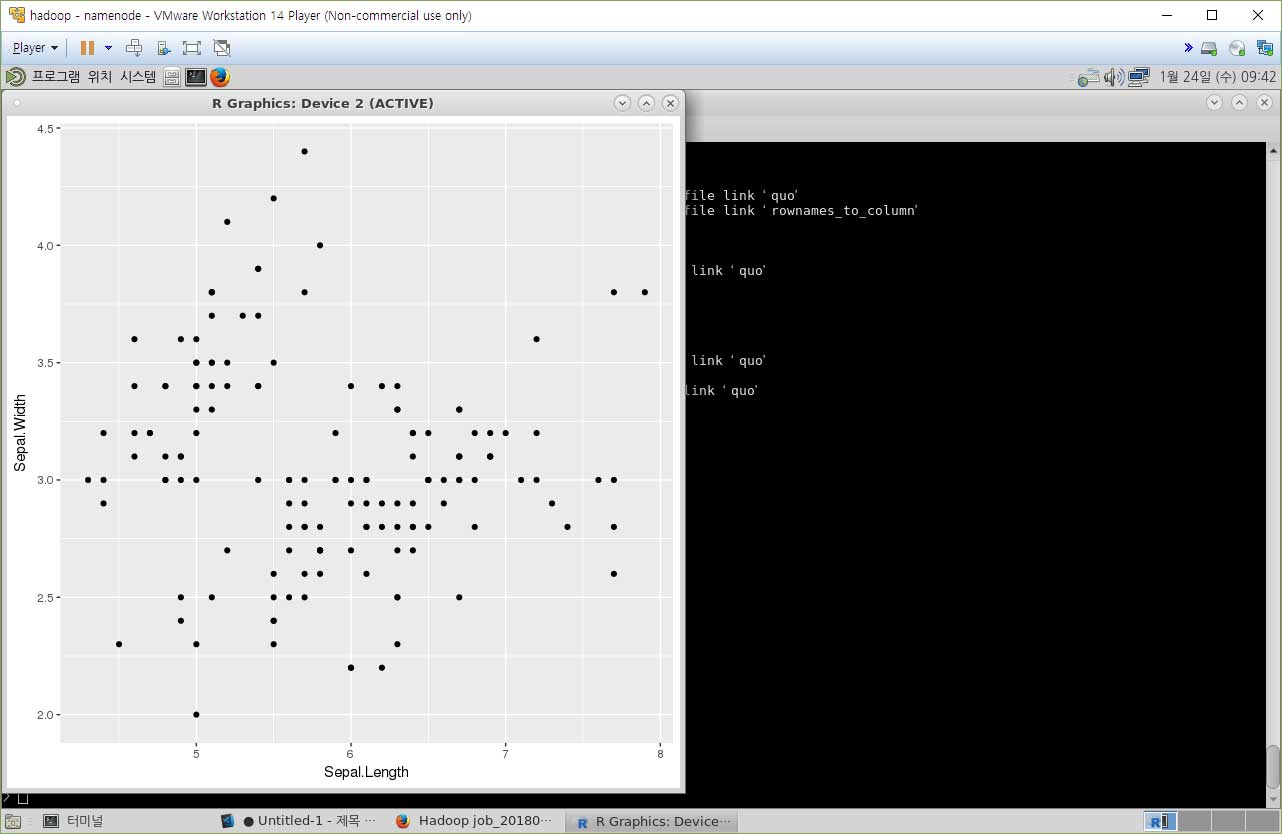 hadoop - namenode - VMware Workstation 14 Player (Non-commercial use only)
Player
프로그램 위치 시스템
1월 24일 (수) 09:42
R Graphics: Device 2 (ACTIVE)
file link ‘quo’
file link ‘rownames_to_column’
link ‘quo’
link ‘quo’
link ‘quo’
4.5
4.0
3.5
3.0
2.5
2.0
Sepal.Width
5 6 7 8
Sepal.Length
>
터미널
● Untitled-1 - 제목 ···
Hadoop job_20180···
R Graphics: Device···